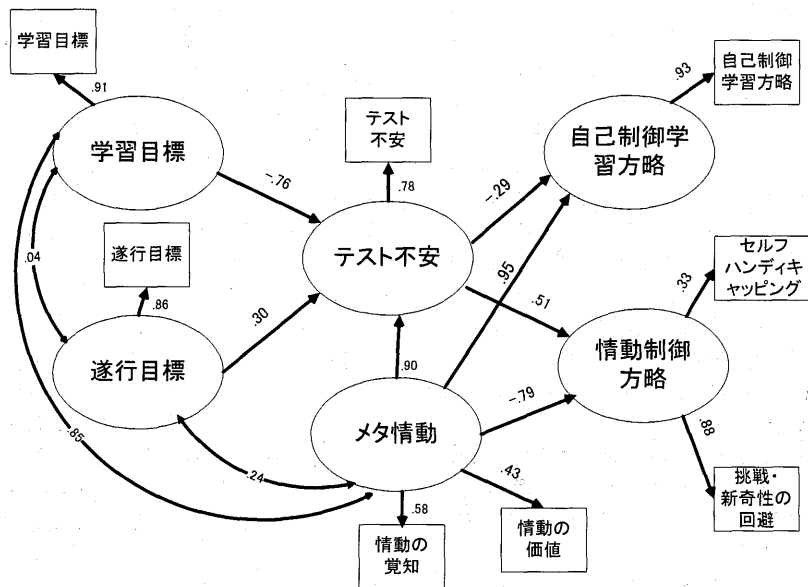 学習目標
.91
学習目標
-.76
.04
遂行目標
.86
遂行目標
.30
.85
.24
テスト
不安
.78
テスト不安
-.29
.95
.51
.90
メタ情動
-.79
.58
.43
情動の
覚知
情動の
価値
自己制御
学習方略
.93
自己制御学
習方略
セルフ
ハンディキ
ャッピング
.33
情動制御
方略
.88
挑戦・
新奇性の
回避